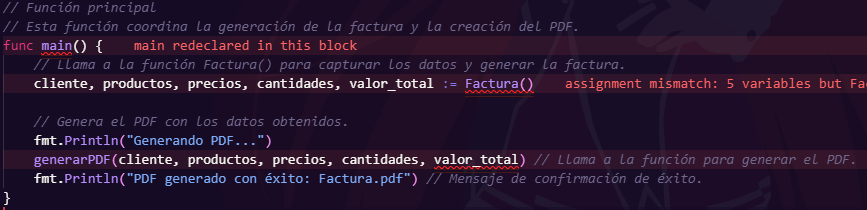 // Función principal
// Esta función coordina la generación de la factura y la creación del PDF.
func main() {    main redeclared in this block
    // Llama a la función Factura() para capturar los datos y generar la factura.
    cliente, productos, precios, cantidades, valor_total := Factura()    assignment mismatch: 5 variables but Fac
    // Genera el PDF con los datos obtenidos.
    fmt.Println("Generando PDF...")
    generarPDF(cliente, productos, precios, cantidades, valor_total) // Llama a la función para generar el PDF.
    fmt.Println("PDF generado con éxito: Factura.pdf") // Mensaje de confirmación de éxito.
}